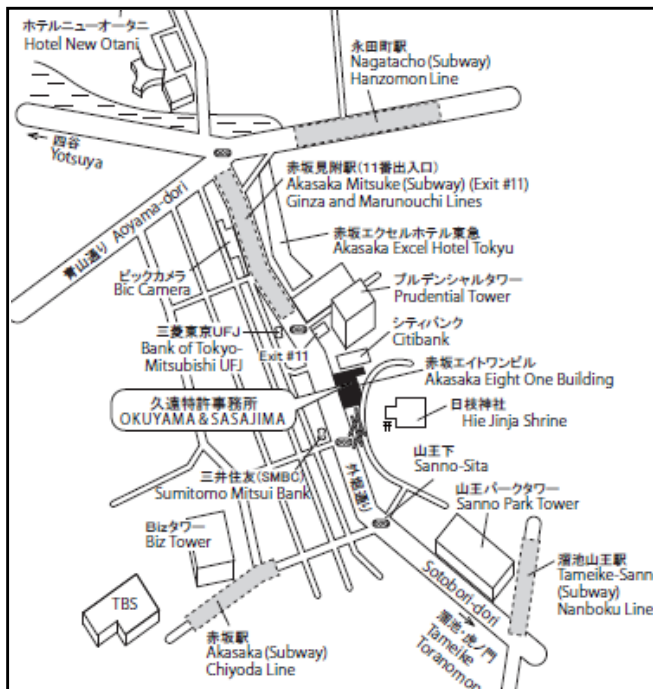 ホテルニューオータニ
Hotel New Otani
永田町駅
Nagatacho (Subway)
Hanzomon Line
四谷
Yotsuya
赤坂見附駅(11番出入口)
Akasaka Mitsuke (Subway) (Exit #11)
Ginza and Marunouchi Lines
青山通り Aoyama-dori
赤坂エクセルホテル東急
Akasaka Excel Hotel Tokyu
ビックカメラ
Bic Camera
プルデンシャルタワー
Prudential Tower
三菱東京UFJ
Bank of Tokyo-
Mitsubishi UFJ
Exit #11
シティバンク
Citibank
赤坂エイトワンビル
Akasaka Eight One Building
久遠特許事務所
OKUYAMA & SASAJIMA
日枝神社
Hie Jinja Shrine
三井住友(SMBC)
Sumitomo Mitsui Bank
外堀通り
山王下
Sanno-Sita
山王パークタワー
Sanno Park Tower
Bizタワー
Biz Tower
TBS
Sotobori-dori
溜池山王駅
Tameike-Sann
(Subway)
Nanboku Line
赤坂駅
Akasaka (Subway)
Chiyoda Line
溜池・虎ノ門
Tameike
Toranomon